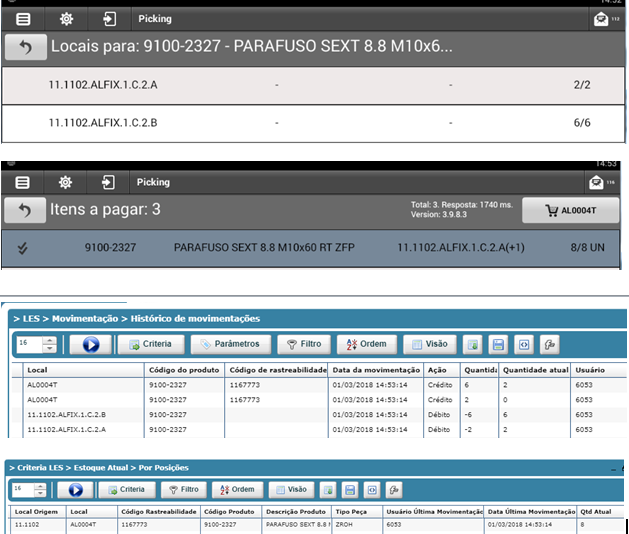 14:52
Picking
112
Locais para: 9100-2327 - PARAFUSO SEXT 8.8 M10x6...
11.1102.ALFIX.1.C.2.A - - 2/2
11.1102.ALFIX.1.C.2.B - - 6/6
14:53
Picking
116
Itens a pagar: 3
Total: 3. Resposta: 1740 ms.
Version: 3.9.8.3
AL0004T
9100-2327 PARAFUSO SEXT 8.8 M10x60 RT ZFP 11.1102.ALFIX.1.C.2.A(+1) 8/8 UN
> LES > Movimentação > Histórico de movimentações
16 Criteria Parâmetros Filtro Ordem Visão
Local Código do produto Código de rastreabilidade Data da movimentação Ação Quantida Quantidade atual Usuário
AL0004T 9100-2327 1167773 01/03/2018 14:53:14 Crédito 6 2 6053
AL0004T 9100-2327 1167773 01/03/2018 14:53:14 Crédito 2 0 6053
11.1102.ALFIX.1.C.2.B 9100-2327 01/03/2018 14:53:14 Débito -6 6 6053
11.1102.ALFIX.1.C.2.A 9100-2327 01/03/2018 14:53:14 Débito -2 2 6053
> Criteria LES > Estoque Atual > Por Posições
16 Criteria Filtro Ordem Visão
Local Origem Local Código Rastreabilidade Código Produto Descrição Produto Tipo Peça Usuário Última Movimentação Data Última Movimentação Qtd Atual
11.1102 AL0004T 1167773 9100-2327 PARAFUSO SEXT 8.8 M ZROH 6053 01/03/2018 14:53:14 8